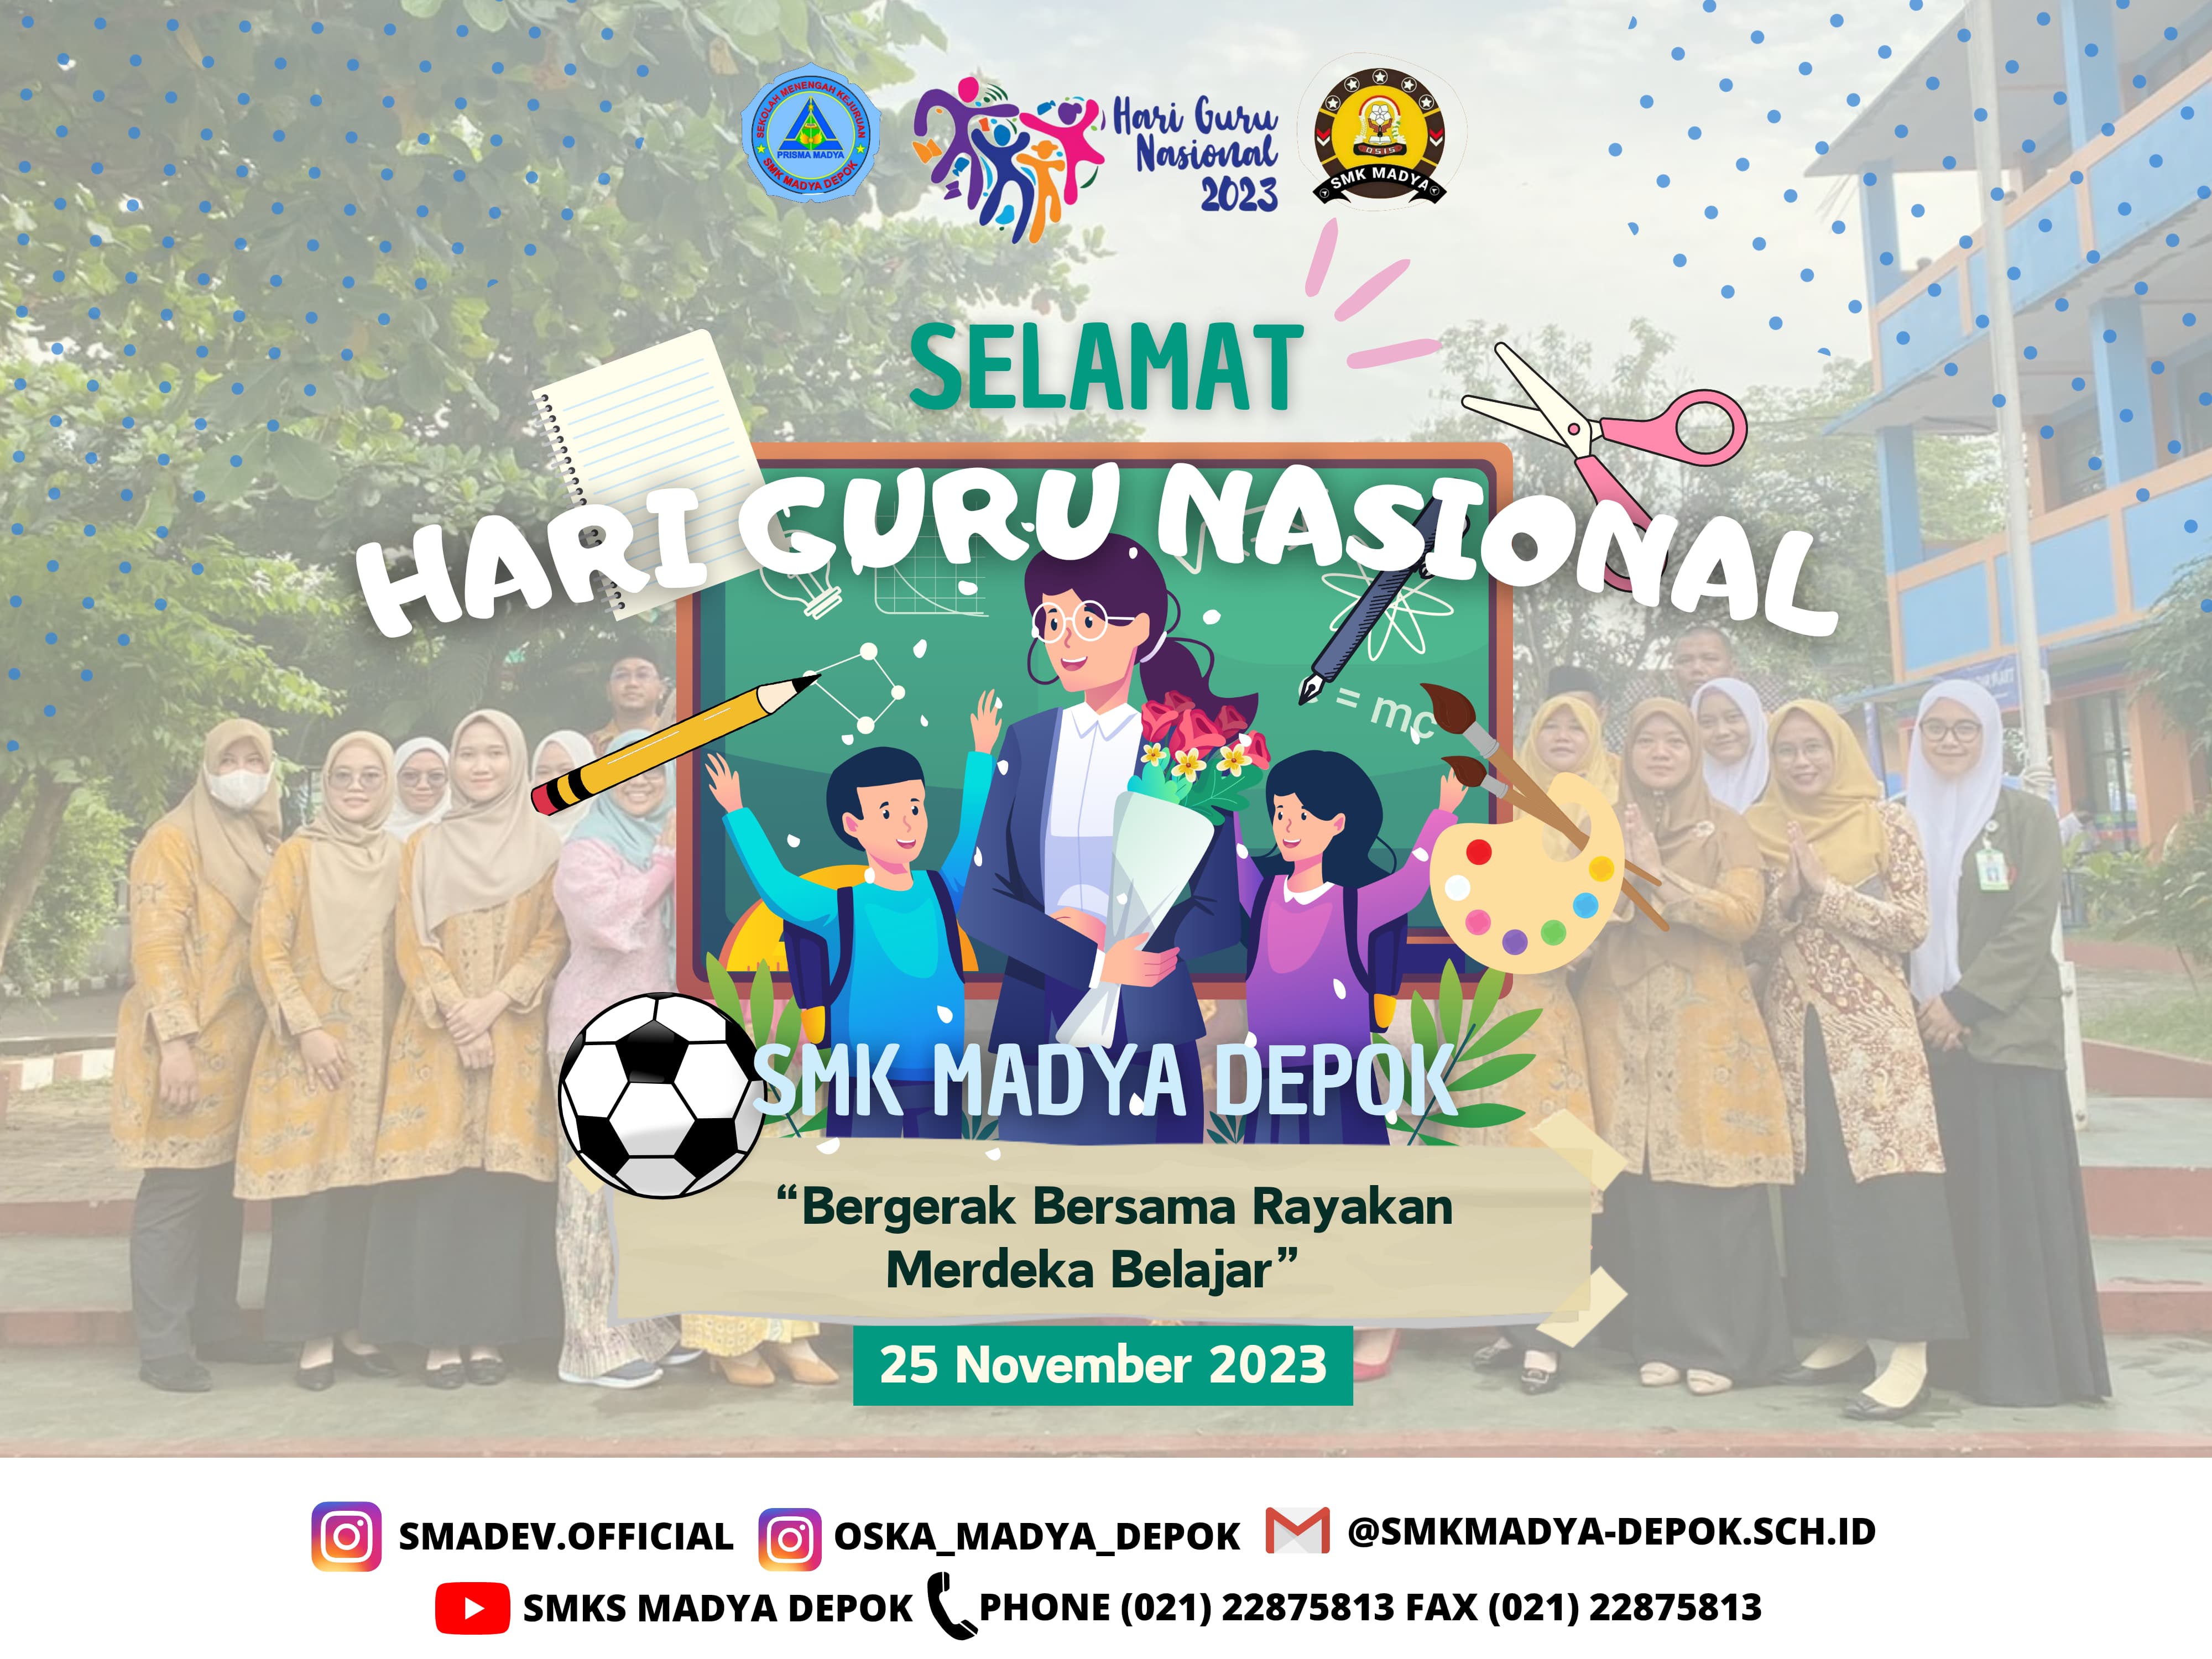 SEKOLAH MENENGAH KEJURUAN
PRISMA MADYA
SMK MADYA DEPOK
Hari Guru
Nasional
2023
OSIS
SMK MADYA
SELAMAT
HARI GURU NASIONAL
= mc
SMK MADYA DEPOK
“Bergerak Bersama Rayakan
Merdeka Belajar”
25 November 2023
SMADEV.OFFICIAL
OSKA_MADYA_DEPOK
@SMKMADYA-DEPOK.SCH.ID
SMKS MADYA DEPOK
PHONE (021) 22875813 FAX (021) 22875813